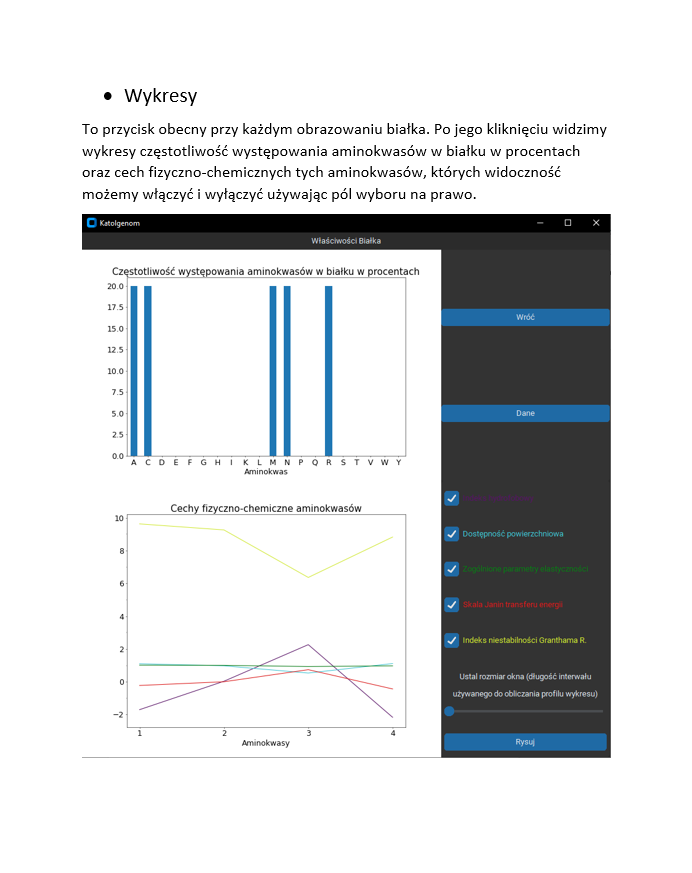 • Wykresy
To przycisk obecny przy każdym obrazowaniu białka. Po jego kliknięciu widzimy
wykresy częstotliwość występowania aminokwasów w białku w procentach
oraz cech fizyczno-chemicznych tych aminokwasów, których widoczność
możemy włączyć i wyłączyć używając pól wyboru na prawo.
Katolgenom
Właściwości Białka
Częstotliwość występowania aminokwasów w białku w procentach
20.0
17.5
15.0
12.5
10.0
7.5
5.0
2.5
0.0
A C D E F G H I K L M N P Q R S T V W Y
Aminokwas
Cechy fizyczno-chemiczne aminokwasów
10
8
6
4
2
0
−2
1 2 3 4
Aminokwasy
Wróć
Dane
Dostępność powierzchniowa
Zogólnione parametry elastyczności
Skala Janin transferu energii
Indeks niestabilności Granthama R.
Ustal rozmiar okna (długość interwału
używanego do obliczania profilu wykresu)
Rysuj